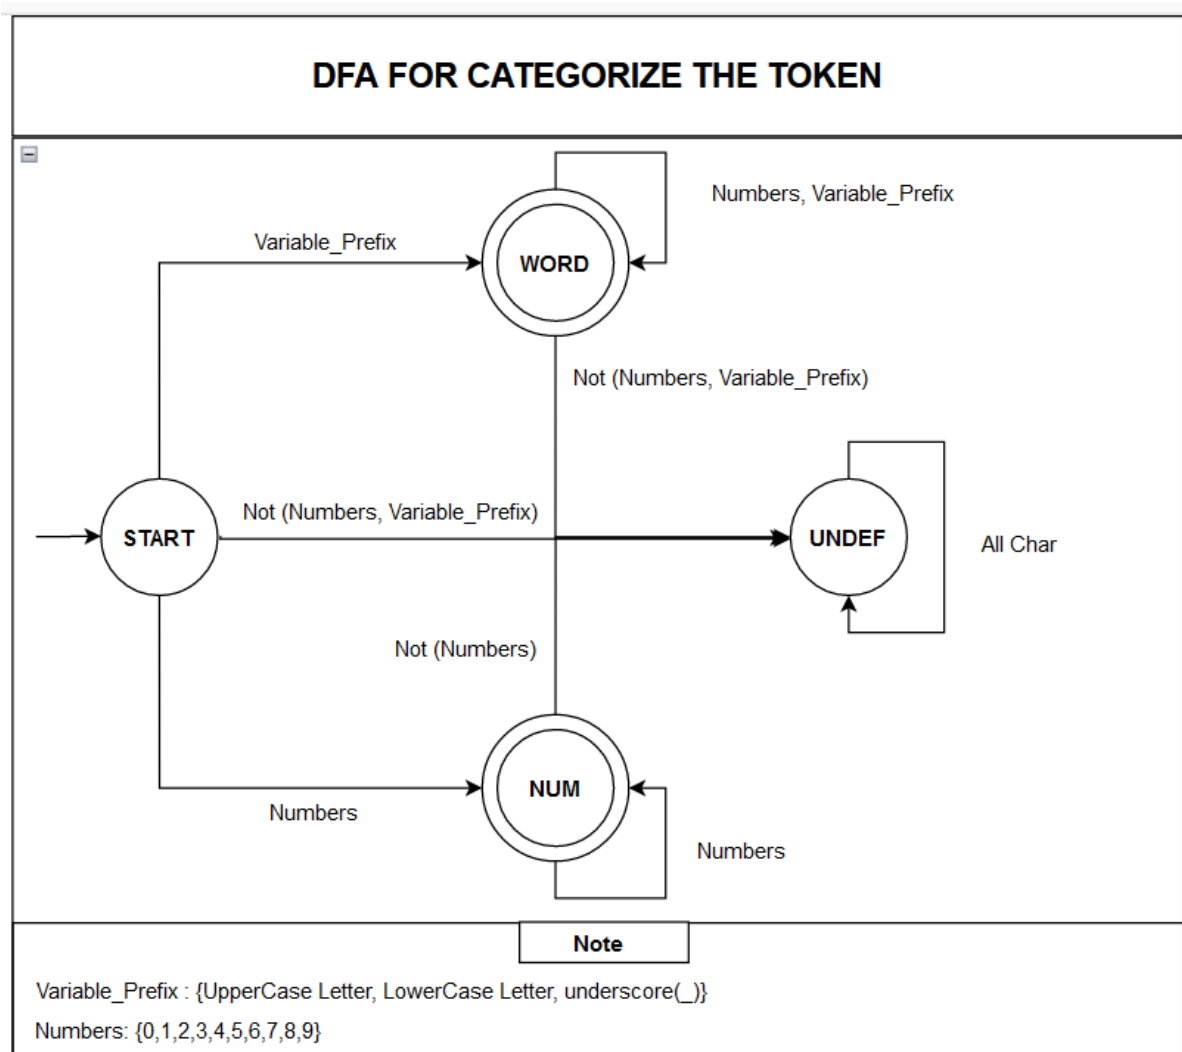 DFA FOR CATEGORIZE THE TOKEN
Numbers, Variable_Prefix
Variable_Prefix
WORD
Not (Numbers, Variable_Prefix)
Not (Numbers, Variable_Prefix)
START
UNDEF
All Char
Not (Numbers)
NUM
Numbers
Numbers
Note
Variable_Prefix : {UpperCase Letter, LowerCase Letter, underscore(_)}
Numbers: {0,1,2,3,4,5,6,7,8,9}